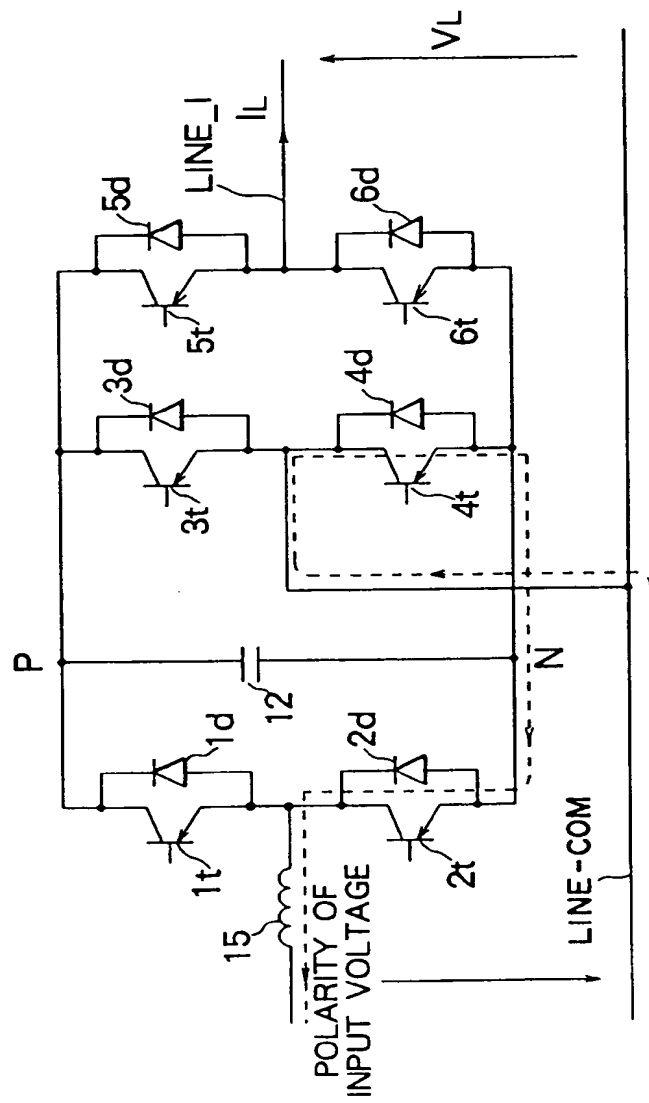 P
1t
1d
12
3t
3d
5t
5d
LINE_I
IL
VL
15
2t
2d
N
4t
4d
6t
6d
POLARITY OF
INPUT VOLTAGE
LINE-COM